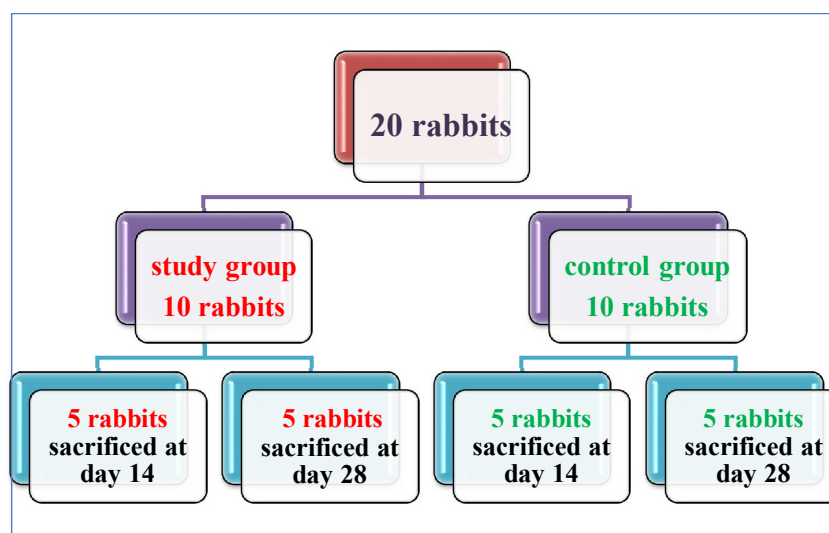 20 rabbits
study group
10 rabbits
control group
10 rabbits
5 rabbits
sacrificed at
day 14
5 rabbits
sacrificed at
day 28
5 rabbits
sacrificed at
day 14
5 rabbits
sacrificed at
day 28